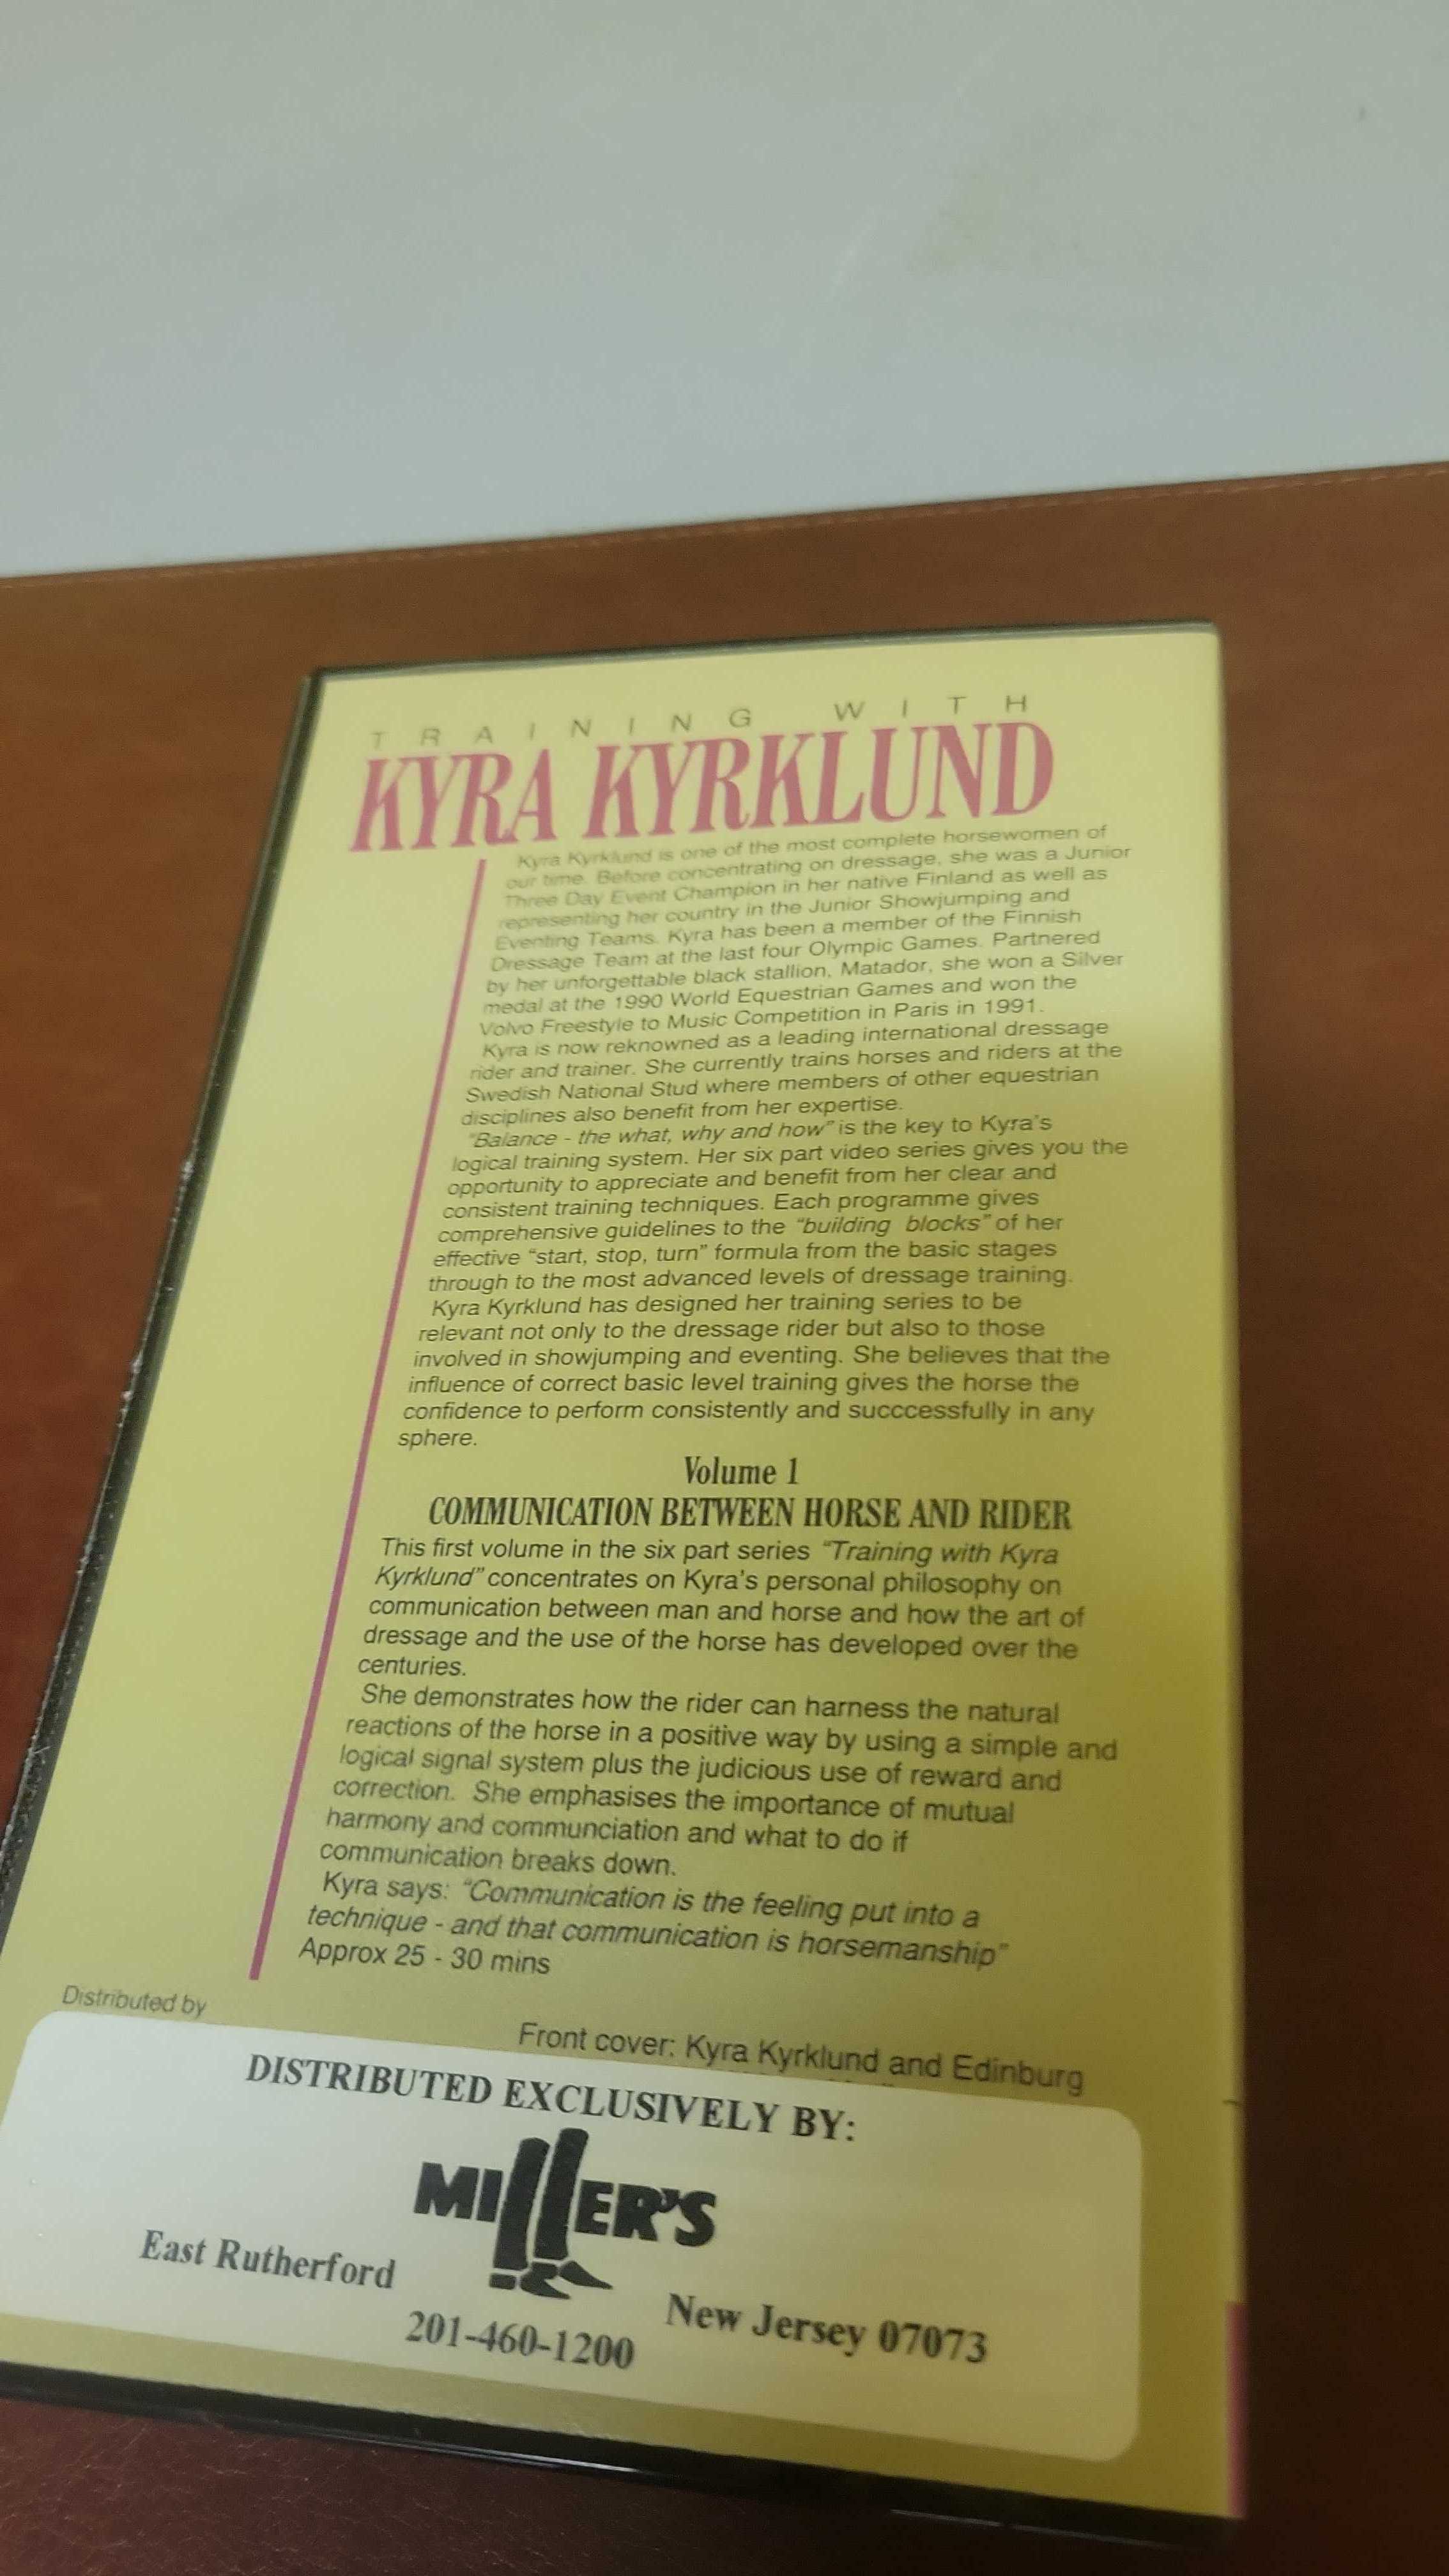 TRAINING WITH
KYRA KYRKLUND
Kyra Kyrklund is one of the most complete horsewomen of
our time. Before concentrating on dressage, she was a Junior
Three Day Event Champion in her native Finland as well as
representing her country in the Junior Showjumping and
Eventing Teams. Kyra has been a member of the Finnish
Dressage Team at the last four Olympic Games. Partnered
by her unforgettable black stallion, Matador, she won a Silver
medal at the 1990 World Equestrian Games and won the
Volvo Freestyle to Music Competition in Paris in 1991.
Kyra is now reknowned as a leading international dressage
rider and trainer. She currently trains horses and riders at the
Swedish National Stud where members of other equestrian
disciplines also benefit from her expertise.
"Balance - the what, why and how" is the key to Kyra's
logical training system. Her six part video series gives you the
opportunity to appreciate and benefit from her clear and
consistent training techniques. Each programme gives
comprehensive guidelines to the "building blocks" of her
effective "start, stop, turn" formula from the basic stages
through to the most advanced levels of dressage training.
Kyra Kyrklund has designed her training series to be
relevant not only to the dressage rider but also to those
involved in showjumping and eventing. She believes that the
influence of correct basic level training gives the horse the
confidence to perform consistently and succcessfully in any
sphere.
Volume 1
COMMUNICATION BETWEEN HORSE AND RIDER
This first volume in the six part series "Training with Kyra
Kyrklund" concentrates on Kyra's personal philosophy on
communication between man and horse and how the art of
dressage and the use of the horse has developed over the
centuries.
She demonstrates how the rider can harness the natural
reactions of the horse in a positive way by using a simple and
logical signal system plus the judicious use of reward and
correction. She emphasises the importance of mutual
harmony and communciation and what to do if
communication breaks down.
Kyra says: "Communication is the feeling put into a
technique - and that communication is horsemanship"
Approx 25 - 30 mins
Distributed by
Front cover: Kyra Kyrklund and Edinburg
DISTRIBUTED EXCLUSIVELY BY:
MILLER'S
East Rutherford
New Jersey 07073
201-460-1200